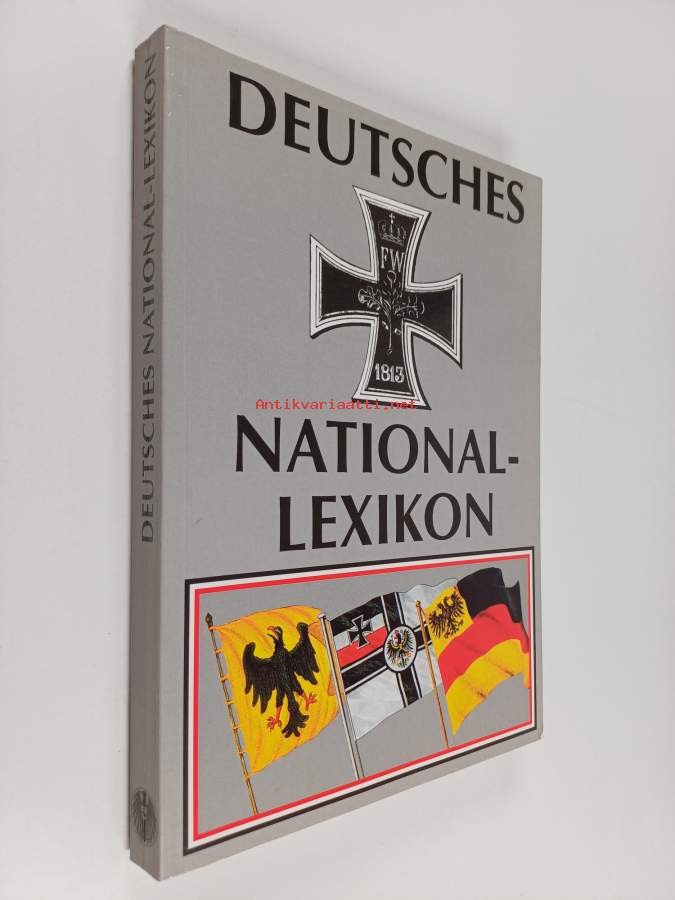 DEUTSCHES NATIONAL-LEXIKON
DEUTSCHES
FW
1813
Antikvariaatti.net
NATIONAL-
LEXIKON